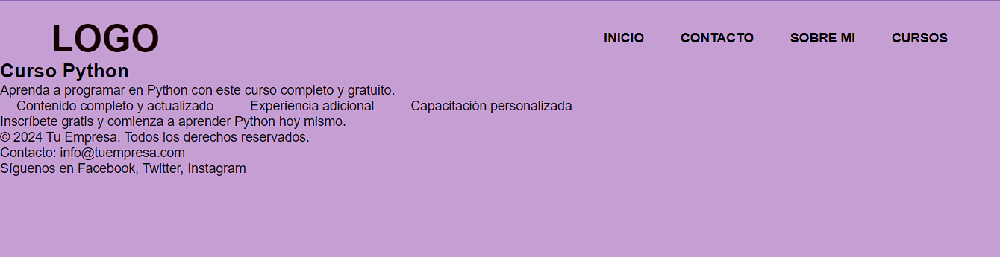 LOGO INICIO CONTACTO SOBRE MI CURSOS
Curso Python
Aprenda a programar en Python con este curso completo y gratuito.
Contenido completo y actualizado Experiencia adicional Capacitación personalizada
Inscríbete gratis y comienza a aprender Python hoy mismo.
© 2024 Tu Empresa. Todos los derechos reservados.
Contacto: info@tuempresa.com
Síguenos en Facebook, Twitter, Instagram